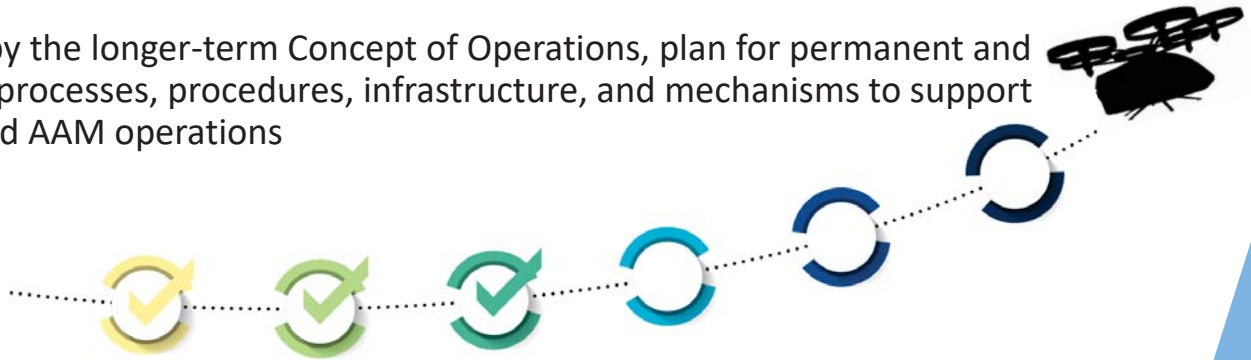 by the longer-term Concept of Operations, plan for permanent and
processes, procedures, infrastructure, and mechanisms to support
d AAM operations